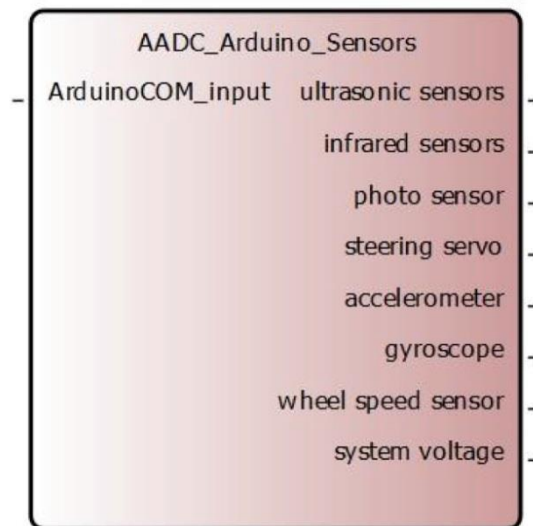 AADC_Arduino_Sensors
ArduinoCOM_input ultrasonic sensors
infrared sensors
photo sensor
steering servo
accelerometer
gyroscope
wheel speed sensor
system voltage